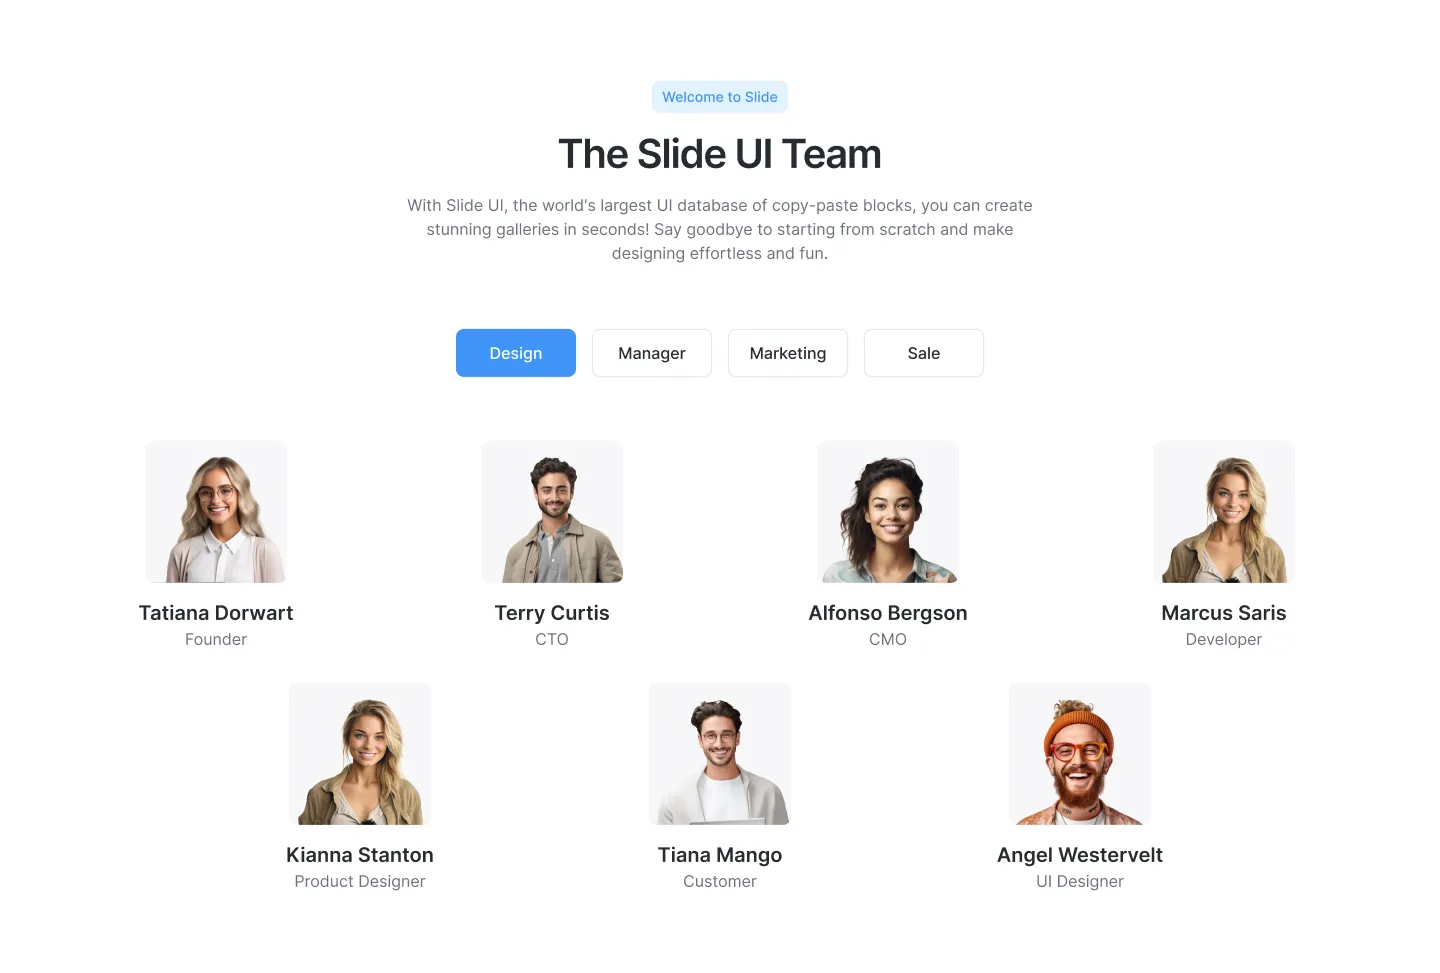 Welcome to Slide
The Slide UI Team
With Slide UI, the world's largest UI database of copy-paste blocks, you can create
stunning galleries in seconds! Say goodbye to starting from scratch and make
designing effortless and fun.
Design
Manager
Marketing
Sale
Tatiana Dorwart
Founder
Terry Curtis
CTO
Alfonso Bergson
CMO
Marcus Saris
Developer
Kianna Stanton
Product Designer
Tiana Mango
Customer
Angel Westervelt
UI Designer